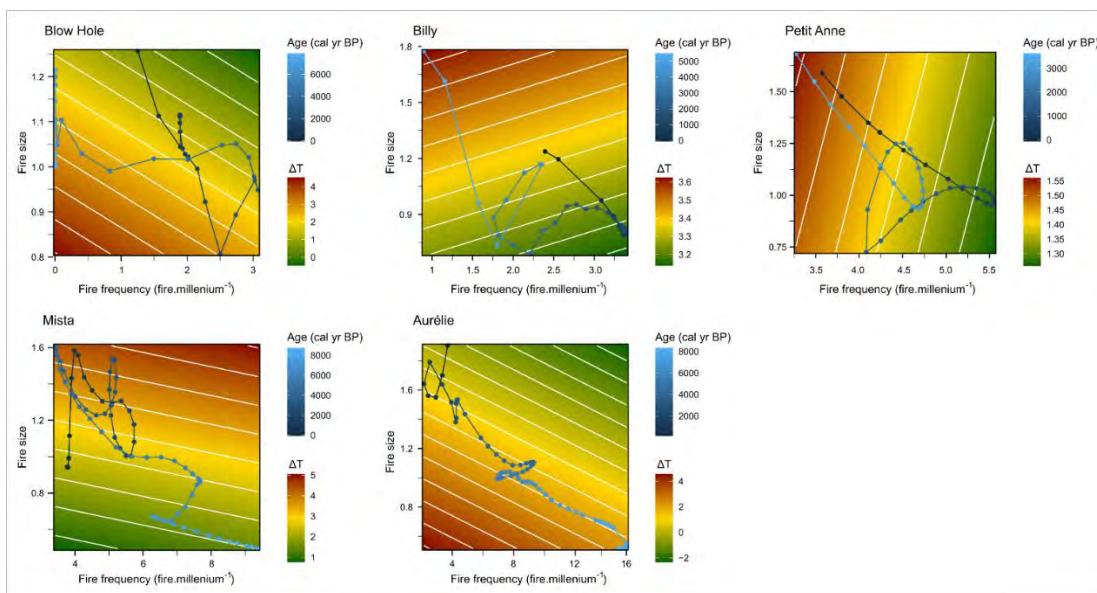 Blow Hole
Fire size
1.2
1.1
1.0
0.9
0.8
0 1 2 3
Fire frequency (fire.millenium⁻¹)
Age (cal yr BP)
6000
4000
2000
0
ΔT
4
3
2
1
0
Billy
Fire size
1.8
1.5
1.2
0.9
1.0 1.5 2.0 2.5 3.0
Fire frequency (fire.millenium⁻¹)
Age (cal yr BP)
5000
4000
3000
2000
1000
0
ΔT
3.6
3.5
3.4
3.3
3.2
Petit Anne
Fire size
1.50
1.25
1.00
0.75
3.5 4.0 4.5 5.0 5.5
Fire frequency (fire.millenium⁻¹)
Age (cal yr BP)
3000
2000
1000
0
ΔT
1.55
1.50
1.45
1.40
1.35
1.30
Mista
Fire size
1.6
1.4
1.2
1.0
0.8
4 6 8
Fire frequency (fire.millenium⁻¹)
Age (cal yr BP)
8000
6000
4000
2000
0
ΔT
5
4
3
2
1
Aurélie
Fire size
1.6
1.4
1.2
1.0
0.8
4 8 10 14 16
Fire frequency (fire.millenium⁻¹)
Age (cal yr BP)
8000
6000
4000
2000
ΔT
4
2
0
−2